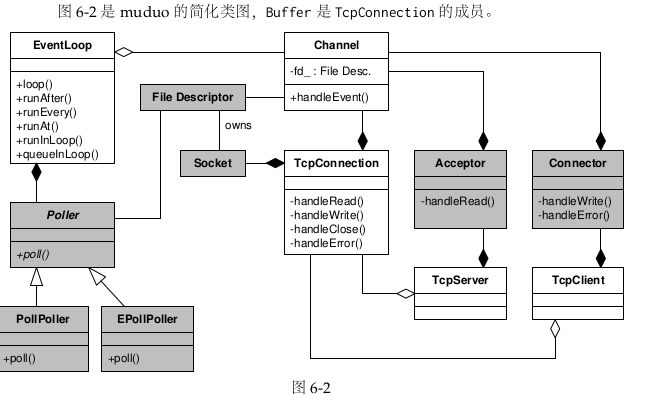 图 6-2 是 muduo 的简化类图，Buffer 是 TcpConnection 的成员。
EventLoop
+loop()
+runAfter()
+runEvery()
+runAt()
+runInLoop()
+queueInLoop()
Channel
-fd_ : File Desc.
+handleEvent()
File Descriptor
owns
Socket
TcpConnection
-handleRead()
-handleWrite()
-handleClose()
-handleError()
Acceptor
-handleRead()
Connector
-handleWrite()
-handleError()
Poller
+poll()
TcpServer
TcpClient
PollPoller
+poll()
EPollPoller
+poll()
图 6-2